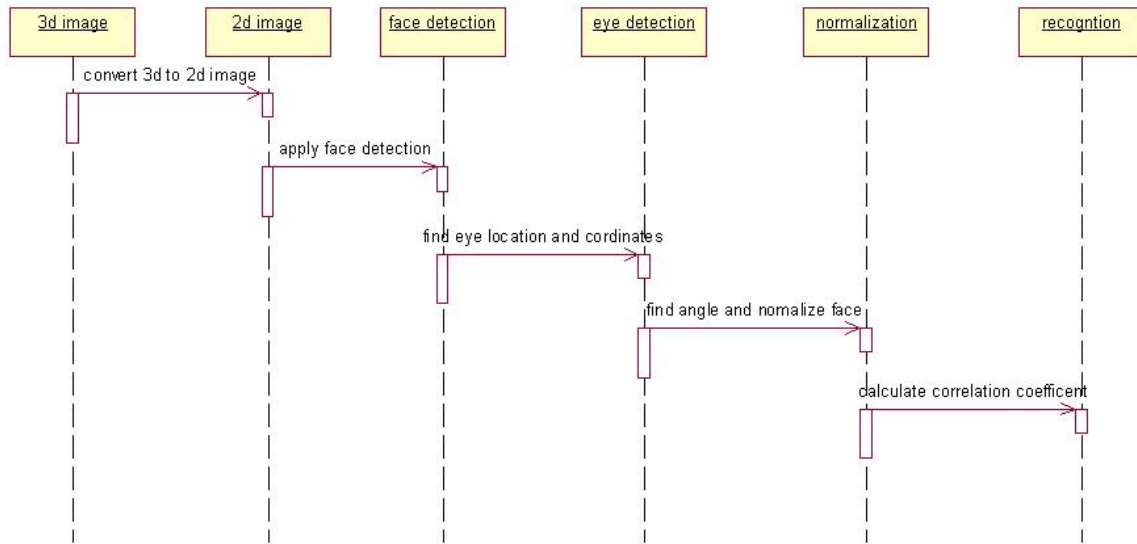 3d image
2d image
face detection
eye detection
normalization
recogntion
convert 3d to 2d image
apply face detection
find eye location and cordinates
find angle and nomalize face
calculate correlation coefficent